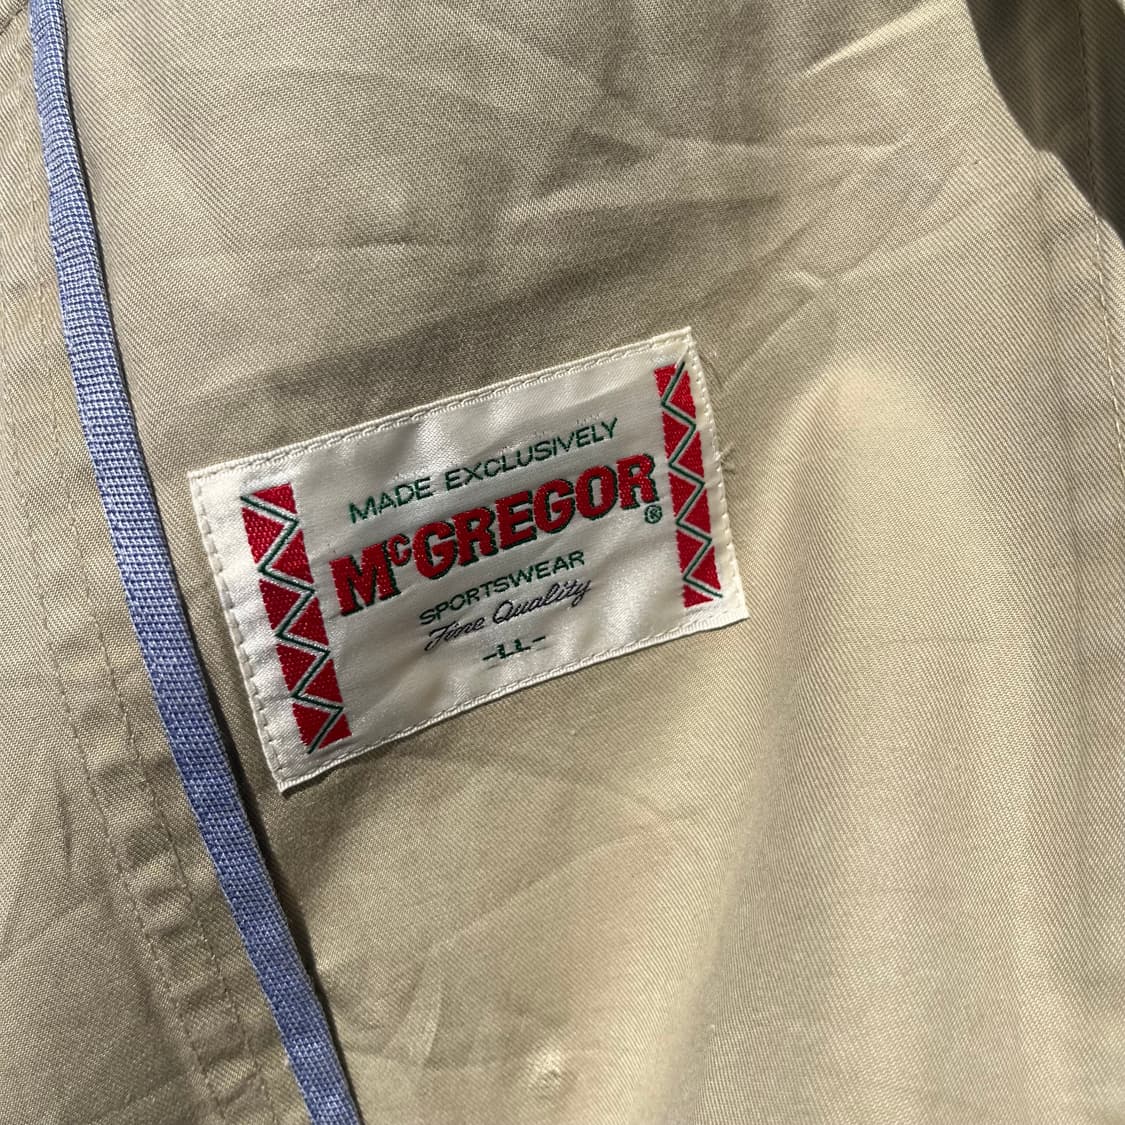 MADE EXCLUSIVELY
McGREGOR®
SPORTSWEAR
Fine Quality
-LL-